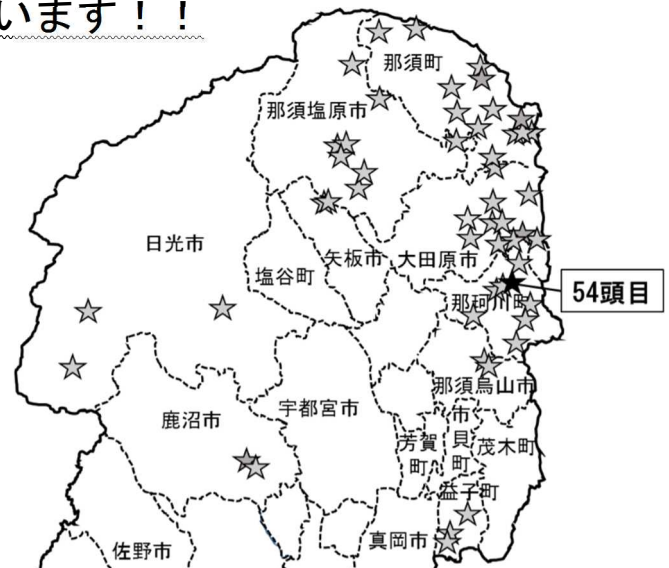 います！！
那須町
那須塩原市
日光市
矢板市
大田原市
塩谷町
54頭目
那珂川町
那須烏山市
宇都宮市
鹿沼市
市貝町
芳賀町
茂木町
益子町
真岡市
佐野市